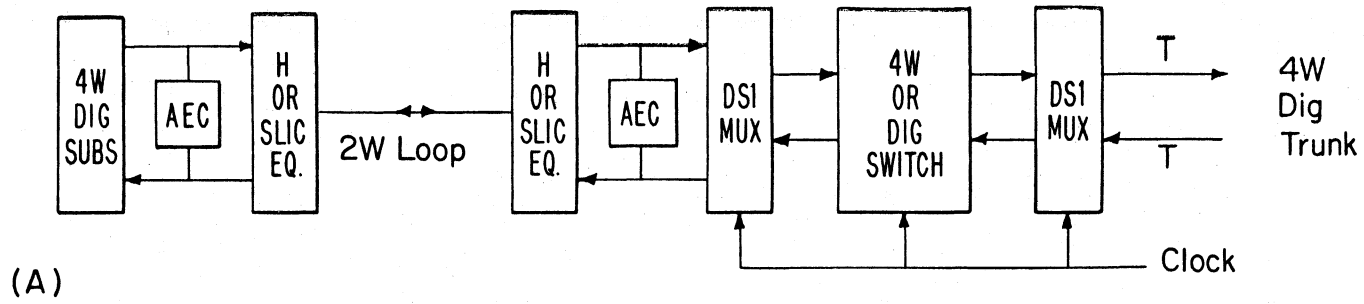 4W
DIG
SUBS
AEC
H
OR
SLIC
EQ.
2W Loop
H
OR
SLIC
EQ.
AEC
DS1
MUX
4W
OR
DIG
SWITCH
DS1
MUX
T
T
4W
Dig
Trunk
Clock
(A)